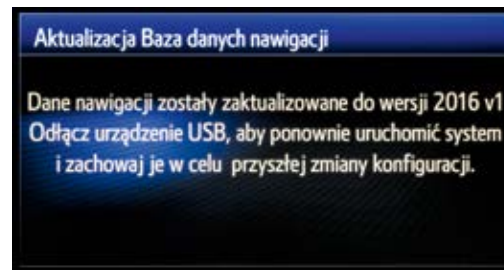 Aktualizacja Baza danych nawigacji
Dane nawigacji zostały zaktualizowane do wersji 2016 v1
Odłącz urządzenie USB, aby ponownie uruchomić system
i zachowaj je w celu przyszłej zmiany konfiguracji.